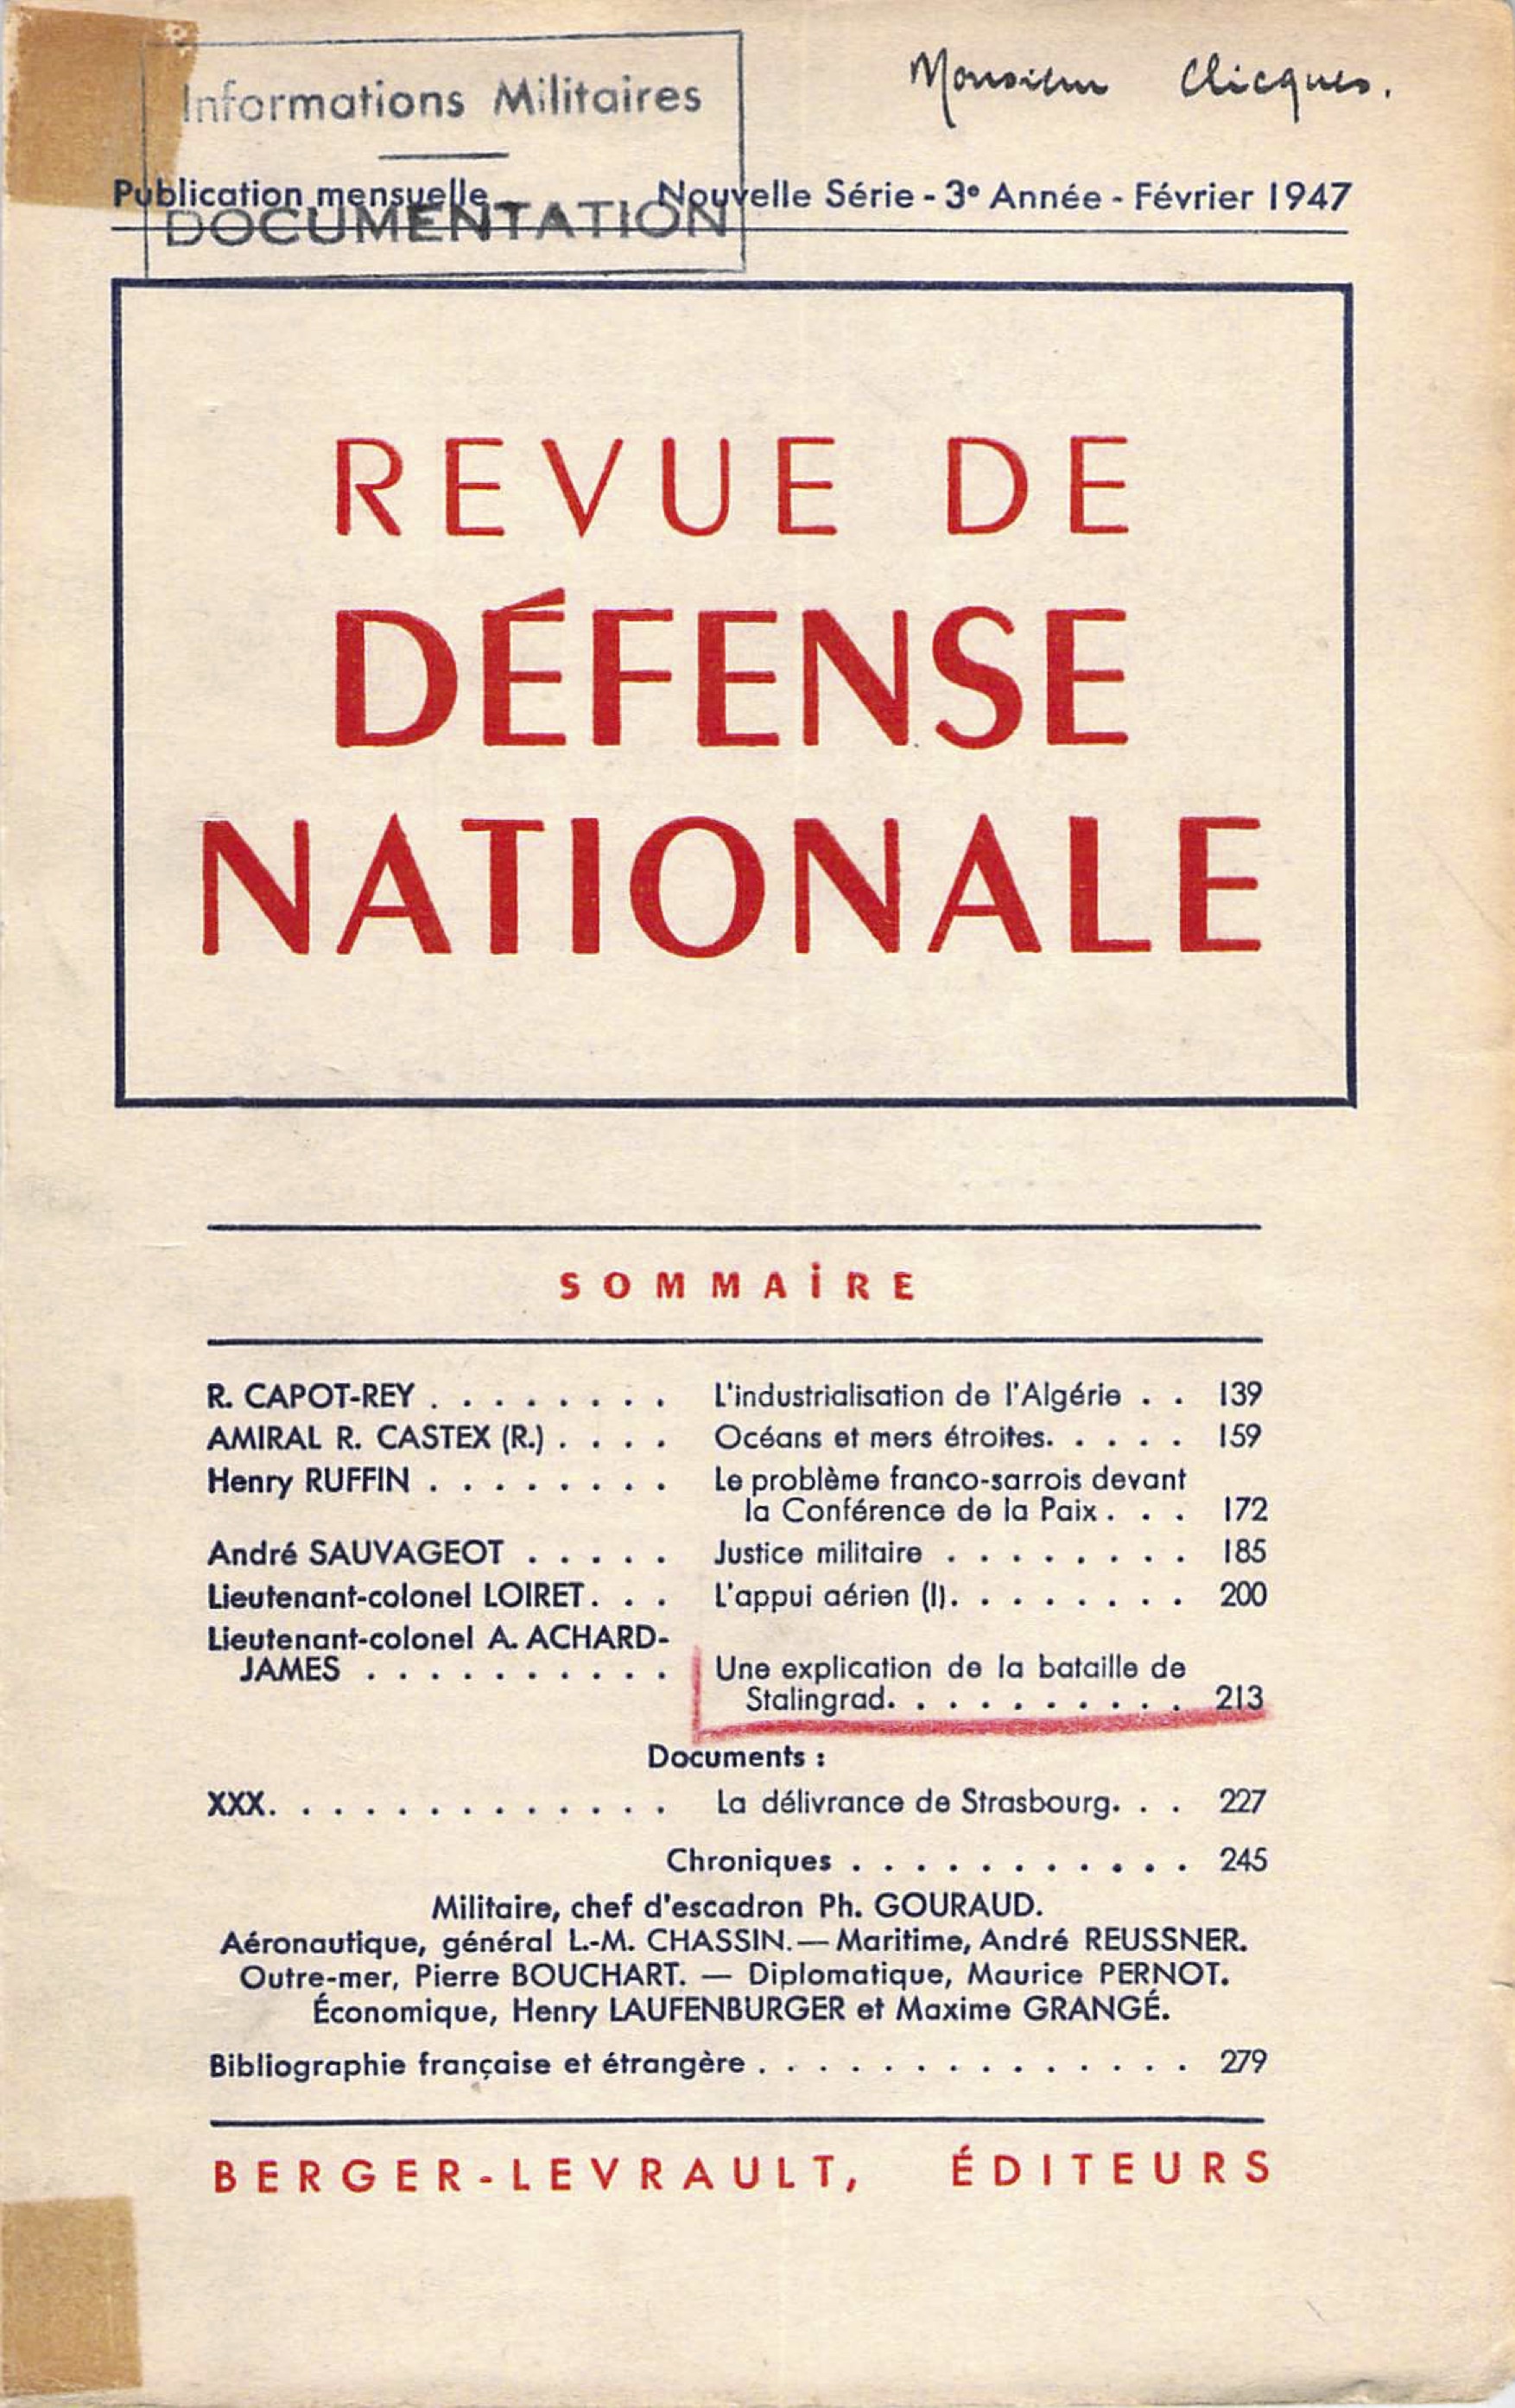 Informations Militaires
Monsieur Clicques.
Publication mensuelle Nouvelle Série - 3e Année - Février 1947
DOCUMENTATION
REVUE DE
DÉFENSE
NATIONALE
SOMMAiRE
R. CAPOT-REY . . . . . . . . L'industrialisation de l'Algérie . . 139
AMIRAL R. CASTEX (R.) . . . . Océans et mers étroites. . . . . 159
Henry RUFFIN . . . . . . . . Le problème franco-sarrois devant
la Conférence de la Paix . . . 172
André SAUVAGEOT . . . . . Justice militaire . . . . . . . . 185
Lieutenant-colonel LOIRET. . . L'appui aérien (I). . . . . . . . 200
Lieutenant-colonel A. ACHARD-
JAMES . . . . . . . . . . Une explication de la bataille de
Stalingrad. . . . . . . . . . 213
Documents :
XXX. . . . . . . . . . . . . La délivrance de Strasbourg. . . 227
Chroniques . . . . . . . . . . . 245
Militaire, chef d'escadron Ph. GOURAUD.
Aéronautique, général L.-M. CHASSIN. — Maritime, André REUSSNER.
Outre-mer, Pierre BOUCHART. — Diplomatique, Maurice PERNOT.
Économique, Henry LAUFENBURGER et Maxime GRANGÉ.
Bibliographie française et étrangère . . . . . . . . . . . . . . 279
BERGER-LEVRAULT, ÉDITEURS